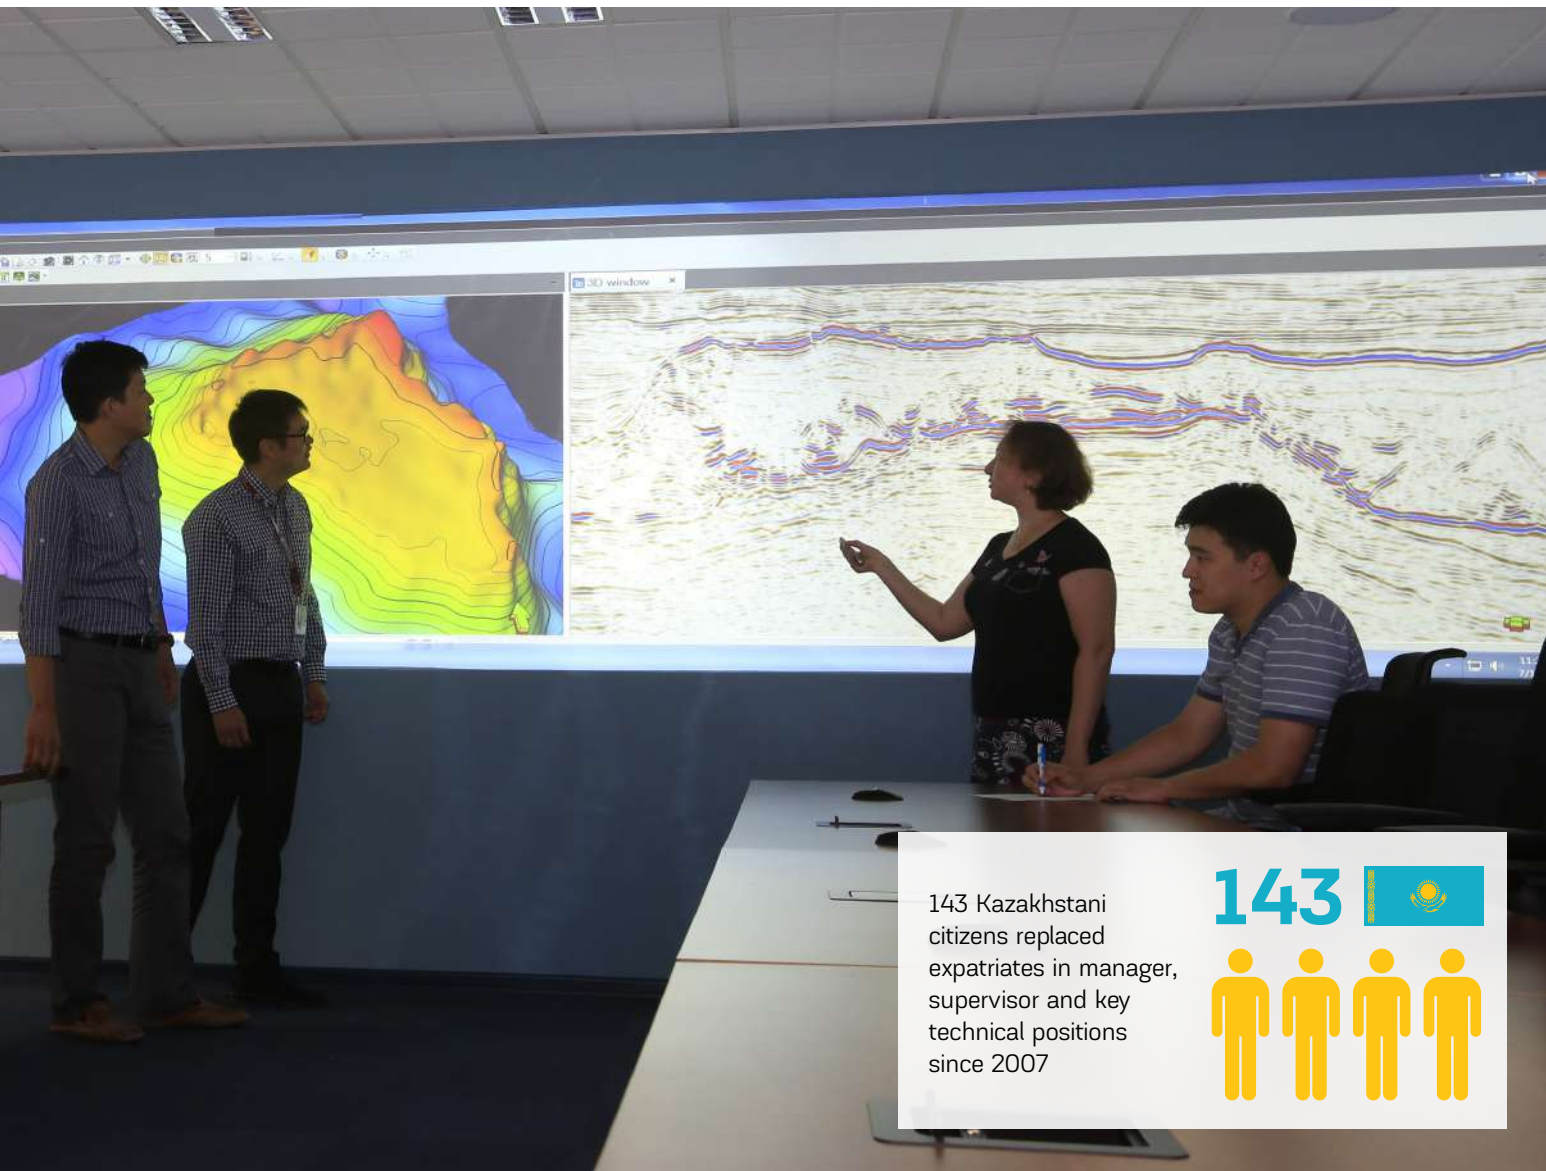 3D window
143 Kazakhstani
citizens replaced
expatriates in manager,
supervisor and key
technical positions
since 2007
143